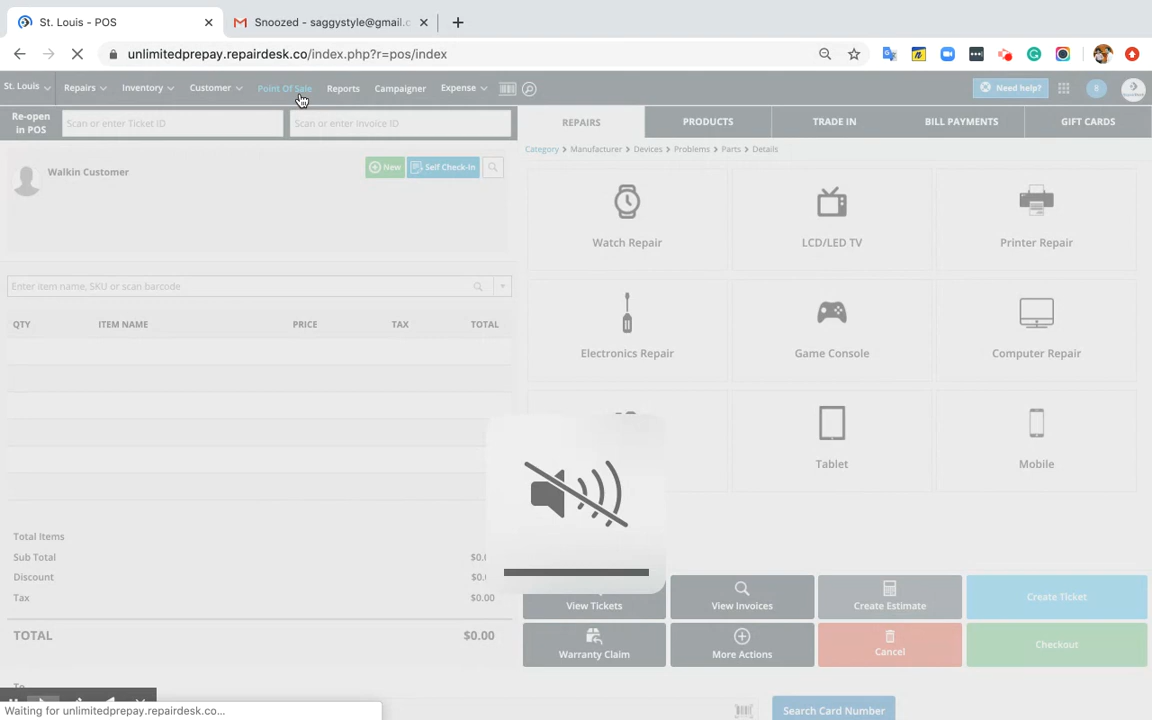 St. Louis - POS
Snoozed - saggystyle@gmail.c
unlimitedprepay.repairdesk.co/index.php?r=pos/index
St. Louis Repairs Inventory Customer Point Of Sale Reports Campaigner Expense Need help?
Re-open in POS
Scan or enter Ticket ID
Scan or enter invoice ID
REPAIRS PRODUCTS TRADE IN BILL PAYMENTS GIFT CARDS
Category > Manufacturer > Devices > Problems > Parts > Details
Walkin Customer
New
Self Check-In
Watch Repair
LCD/LED TV
Printer Repair
Enter item name, SKU or scan barcode
QTY ITEM NAME PRICE TAX TOTAL
Electronics Repair
Game Console
Computer Repair
Tablet
Mobile
Total Items
Sub Total $0.0
Discount $0.0
Tax $0.00
TOTAL $0.00
View Tickets
View Invoices
Create Estimate
Create Ticket
Warranty Claim
More Actions
Cancel
Checkout
Search Card Number
Waiting for unlimitedprepay.repairdesk.co...